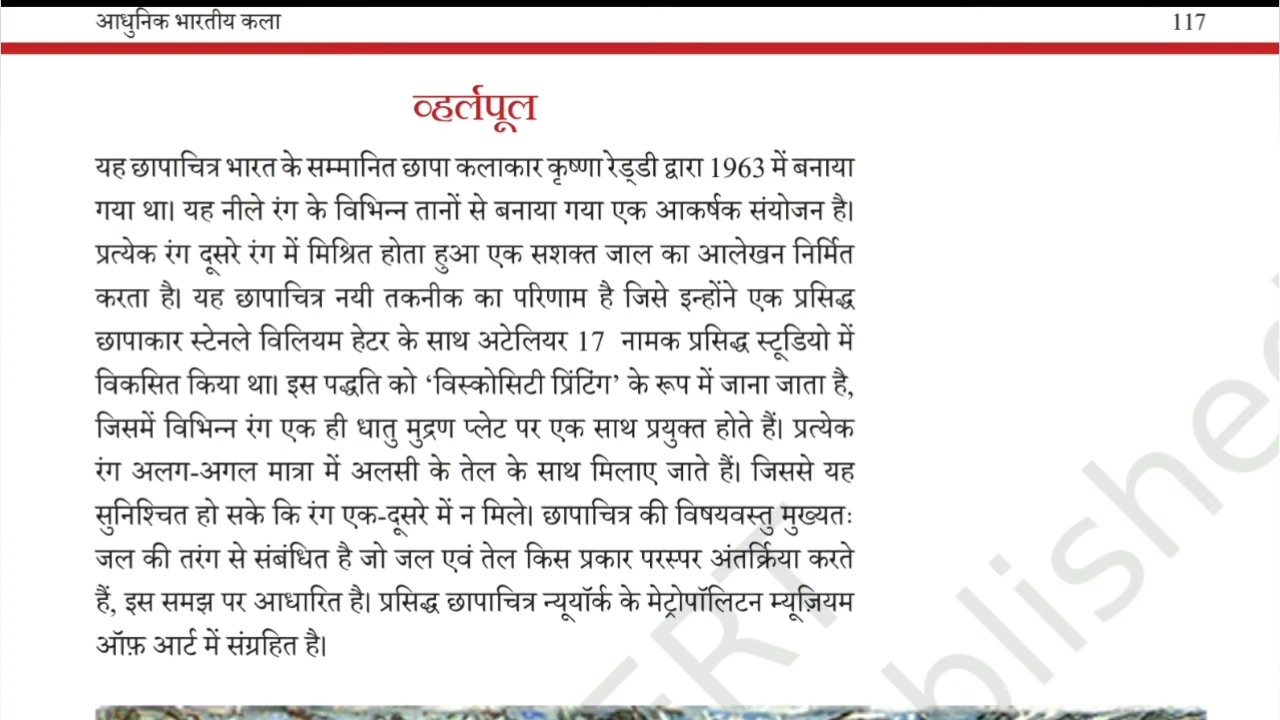 आधुनिक भारतीय कला
117
व्हर्लपूल
यह छापाचित्र भारत के सम्मानित छापा कलाकार कृष्णा रेड्डी द्वारा 1963 में बनाया
गया था। यह नीले रंग के विभिन्न तानों से बनाया गया एक आकर्षक संयोजन है।
प्रत्येक रंग दूसरे रंग में मिश्रित होता हुआ एक सशक्त जाल का आलेखन निर्मित
करता है। यह छापाचित्र नयी तकनीक का परिणाम है जिसे इन्होंने एक प्रसिद्ध
छापाकार स्टेनले विलियम हेटर के साथ अटेलियर 17 नामक प्रसिद्ध स्टूडियो में
विकसित किया था। इस पद्धति को ‘विस्कोसिटी प्रिंटिंग’ के रूप में जाना जाता है,
जिसमें विभिन्न रंग एक ही धातु मुद्रण प्लेट पर एक साथ प्रयुक्त होते हैं। प्रत्येक
रंग अलग-अगल मात्रा में अलसी के तेल के साथ मिलाए जाते हैं। जिससे यह
सुनिश्चित हो सके कि रंग एक-दूसरे में न मिले। छापाचित्र की विषयवस्तु मुख्यतः
जल की तरंग से संबंधित है जो जल एवं तेल किस प्रकार परस्पर अंतर्क्रिया करते
हैं, इस समझ पर आधारित है। प्रसिद्ध छापाचित्र न्यूयॉर्क के मेट्रोपॉलिटन म्यूज़ियम
ऑफ़ आर्ट में संग्रहित है।